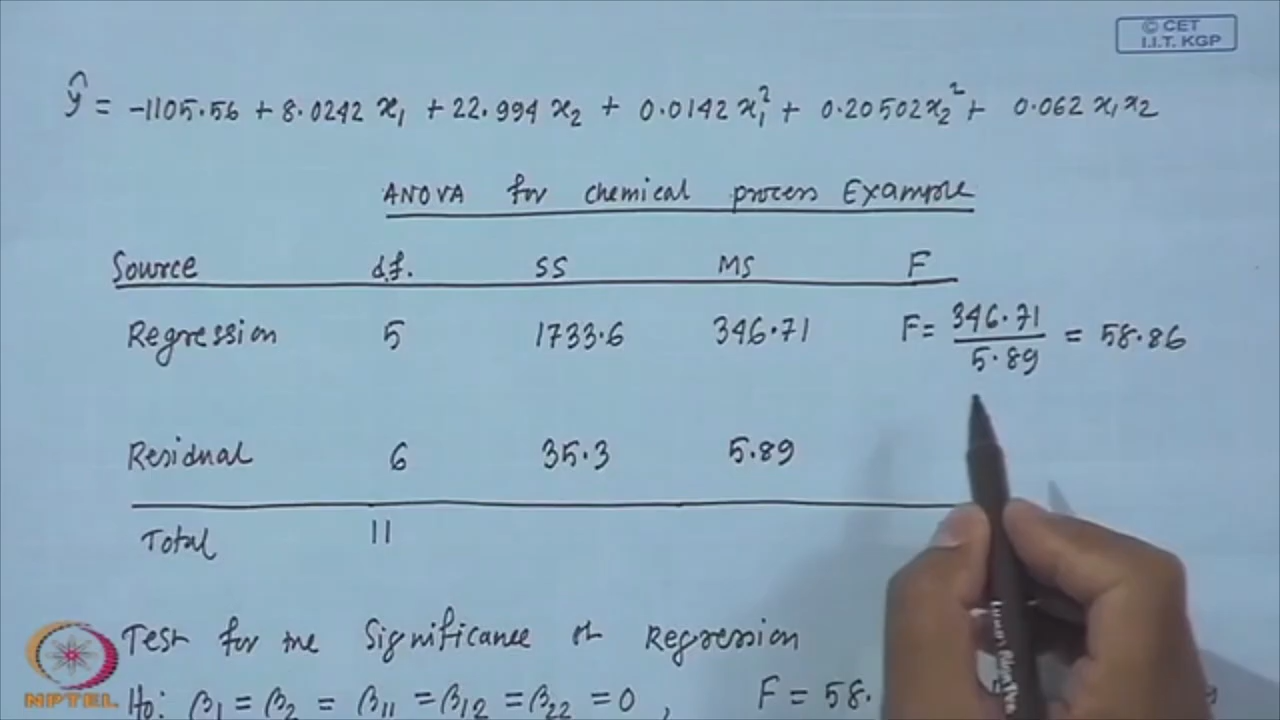 © CET
I.I.T. KGP
ŷ = -1105.56 + 8.0242 x₁ + 22.994 x₂ + 0.0142 x₁² + 0.20502 x₂² + 0.062 x₁x₂
ANOVA for chemical process Example
Source d.f. SS MS F
Regression 5 1733.6 346.71 F = 346.71 / 5.89 = 58.86
Residual 6 35.3 5.89
Total 11
Test for the Significance of Regression
H₀: β₁ = β₂ = β₁₁ = β₁₂ = β₂₂ = 0 , F = 58.
NPTEL